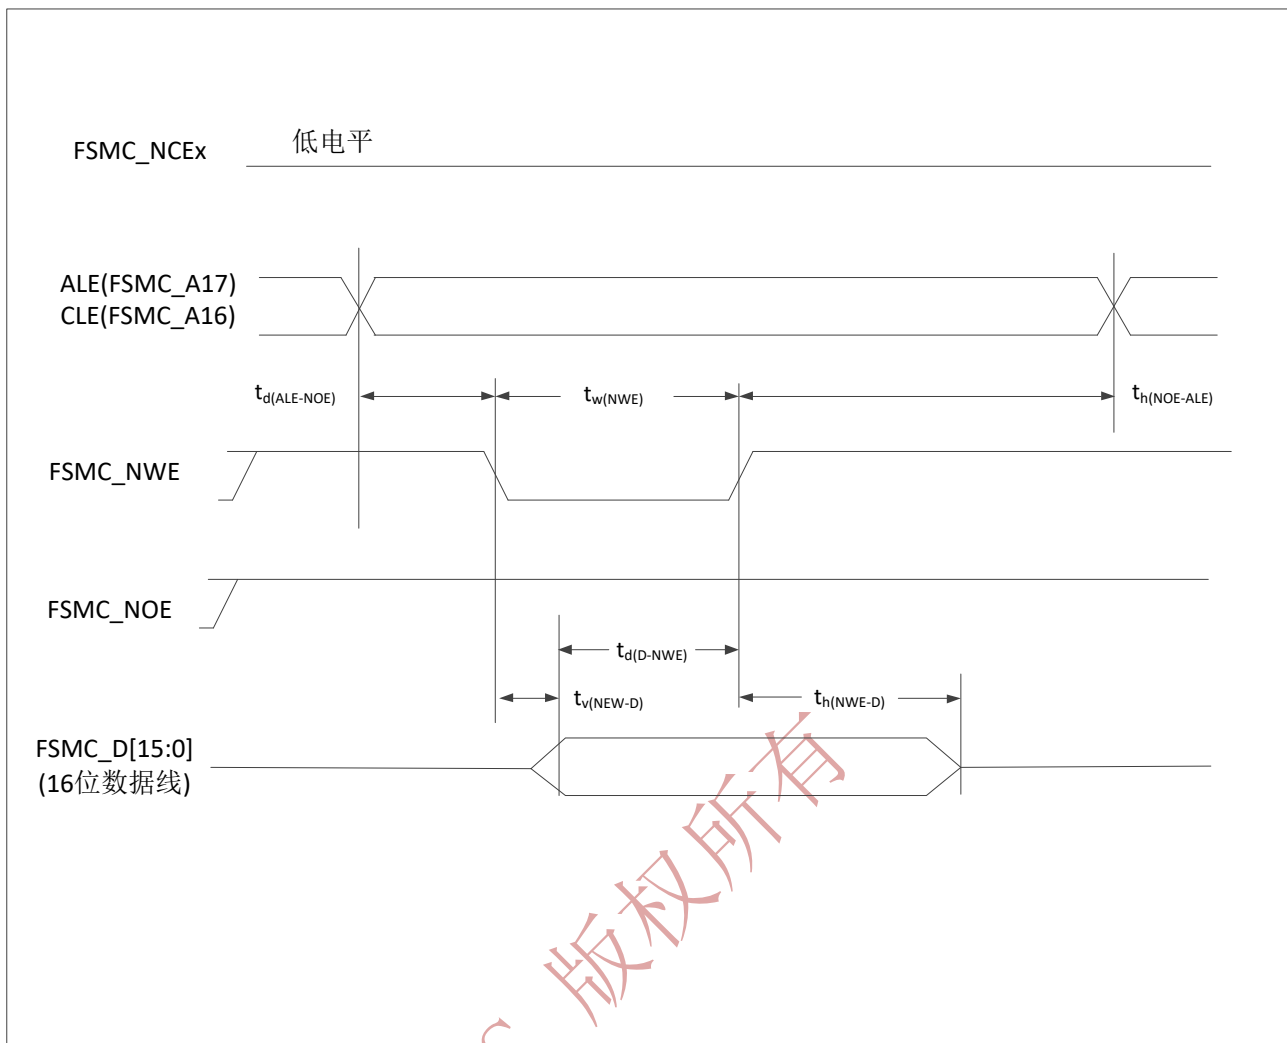 低电平
FSMC_NCEx
ALE(FSMC_A17)
CLE(FSMC_A16)
td(ALE-NOE)
tw(NWE)
th(NOE-ALE)
FSMC_NWE
FSMC_NOE
td(D-NWE)
tv(NEW-D)
th(NWE-D)
FSMC_D[15:0]
(16位数据线)
版权所有